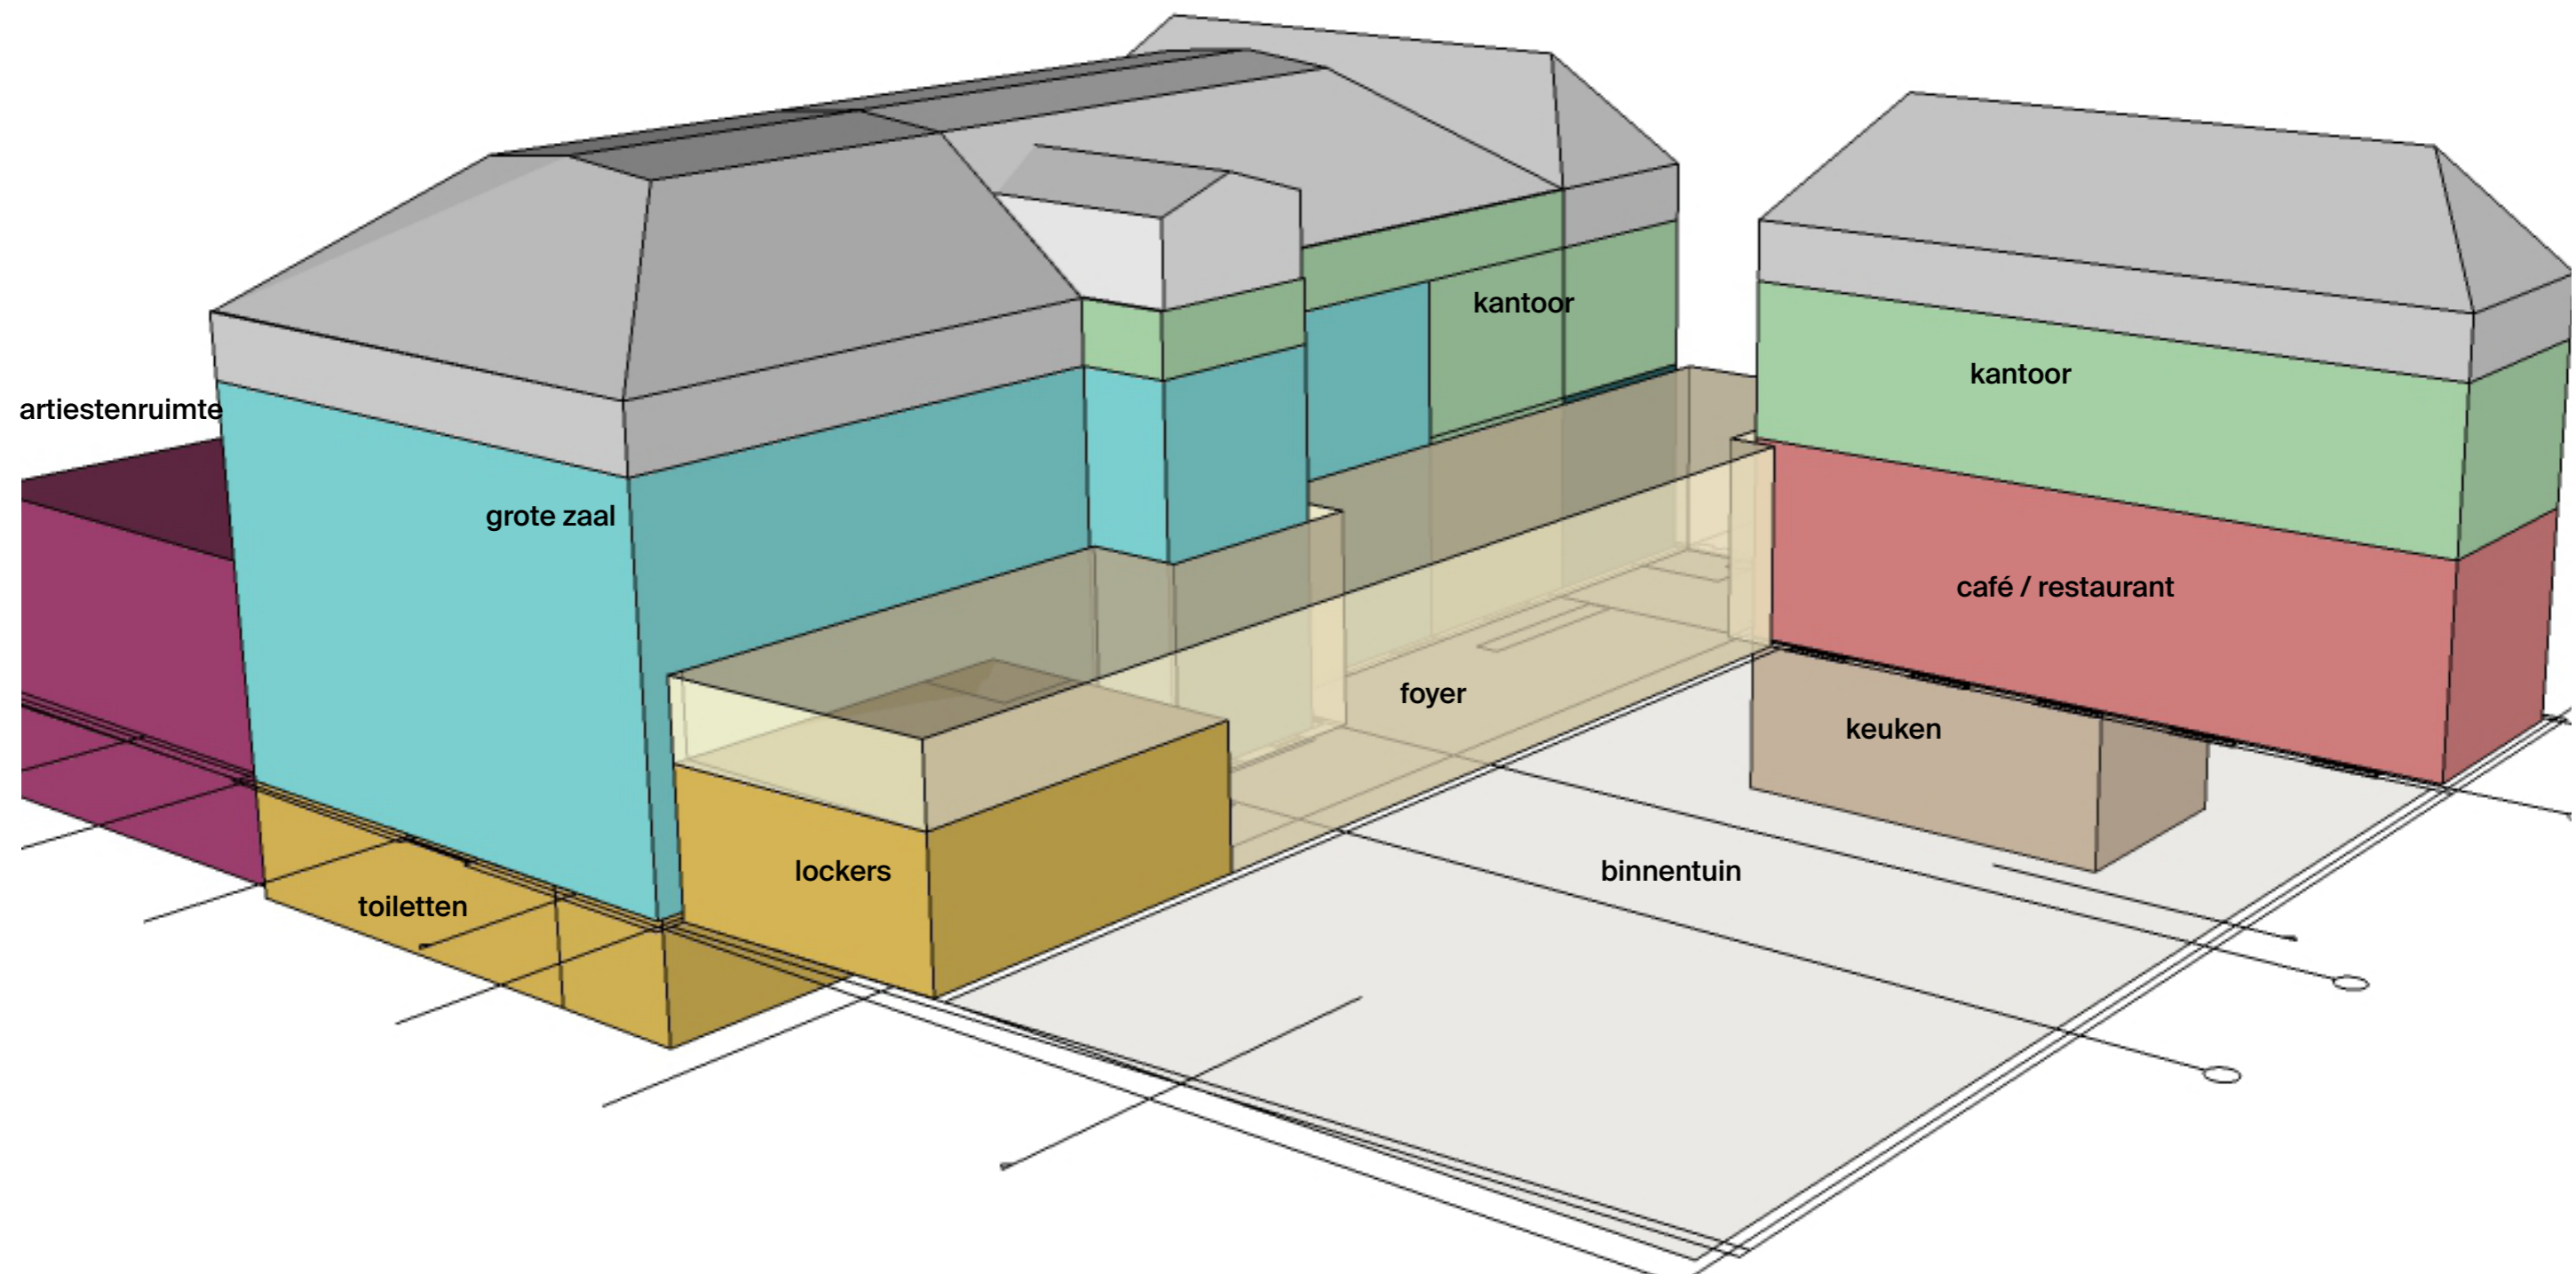 kantoor
kantoor
artiestenruimte
grote zaal
café / restaurant
foyer
keuken
lockers
binnentuin
toiletten